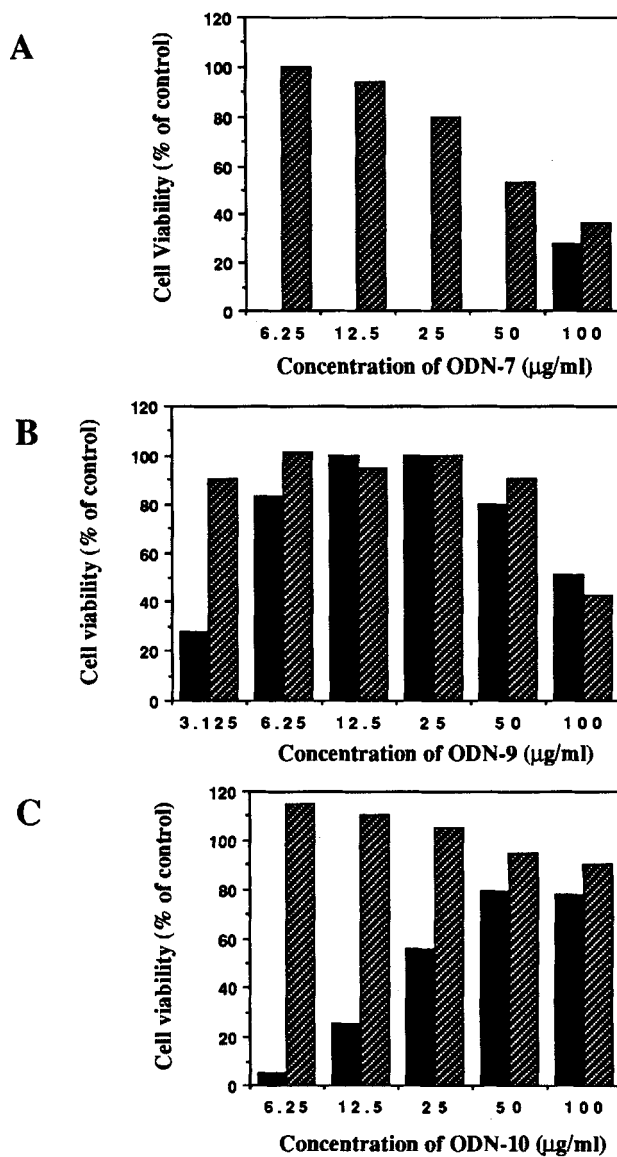 A
120
100
80
60
40
20
0
Cell Viability (% of control)
6.25 12.5 25 50 100
Concentration of ODN-7 (μg/ml)
B
120
100
80
60
40
20
0
Cell viability (% of control)
3.125 6.25 12.5 25 50 100
Concentration of ODN-9 (μg/ml)
C
120
100
80
60
40
20
0
Cell viability (% of control)
6.25 12.5 25 50 100
Concentration of ODN-10 (μg/ml)